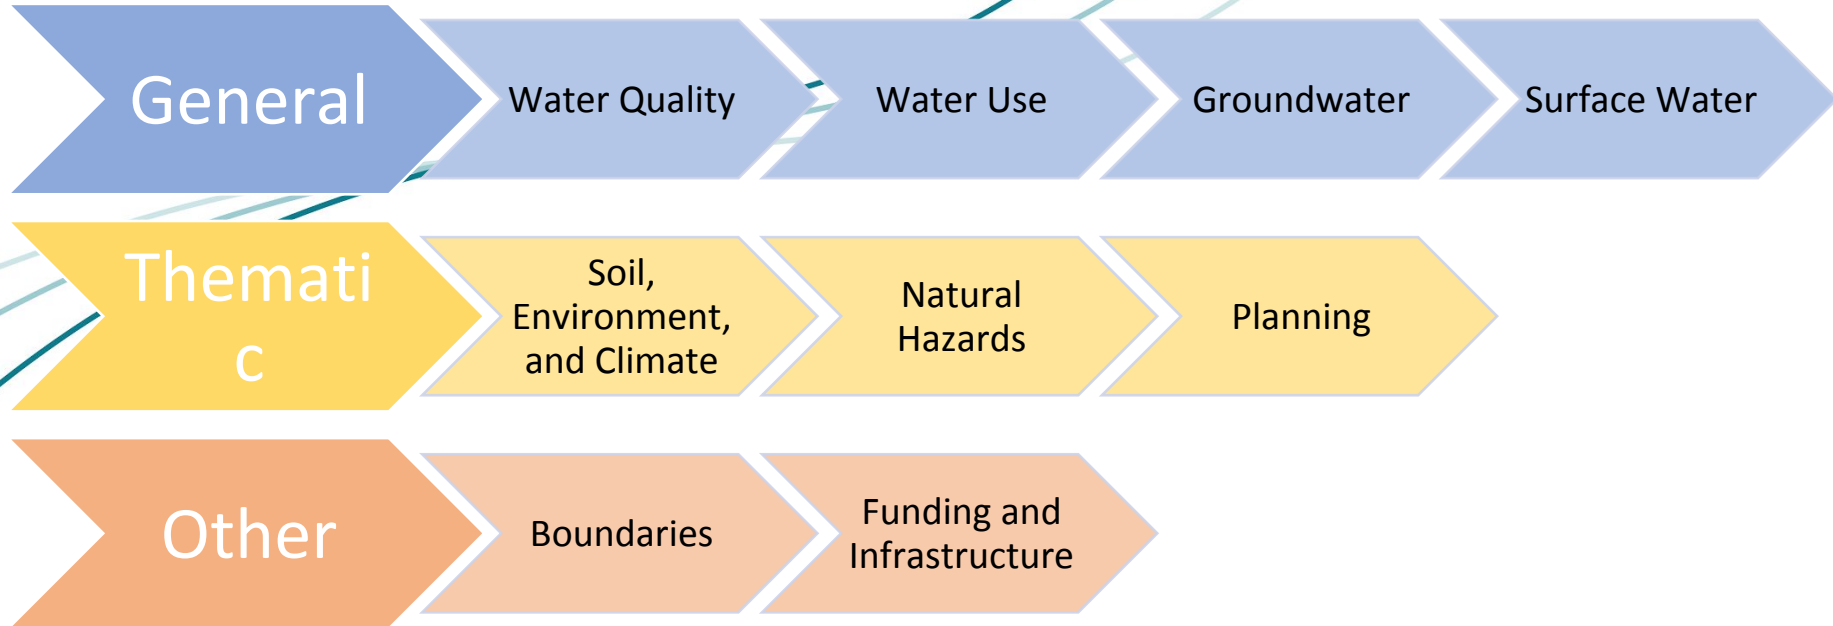 General
Water Quality
Water Use
Groundwater
Surface Water
Themati
c
Soil,
Environment,
and Climate
Natural
Hazards
Planning
Other
Boundaries
Funding and
Infrastructure